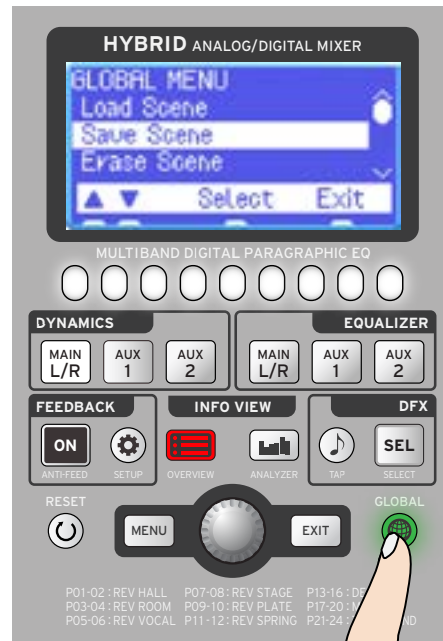 HYBRID ANALOG/DIGITAL MIXER
GLOBAL MENU
Load Scene
Save Scene
Erase Scene
Select Exit
MULTIBAND DIGITAL PARAGRAPHIC EQ
DYNAMICS EQUALIZER
MAIN L/R AUX 1 AUX 2 MAIN L/R AUX 1 AUX 2
FEEDBACK INFO VIEW DFX
ON SEL
ANTI-FEED SETUP OVERVIEW ANALYZER TAP SELECT
RESET GLOBAL
MENU EXIT
P01-02 : REV HALL P07-08 : REV STAGE P13-16 :
P03-04 : REV ROOM P09-10 : REV PLATE P17-20 :
P05-06 : REV VOCAL P11-12 : REV SPRING P21-24 :